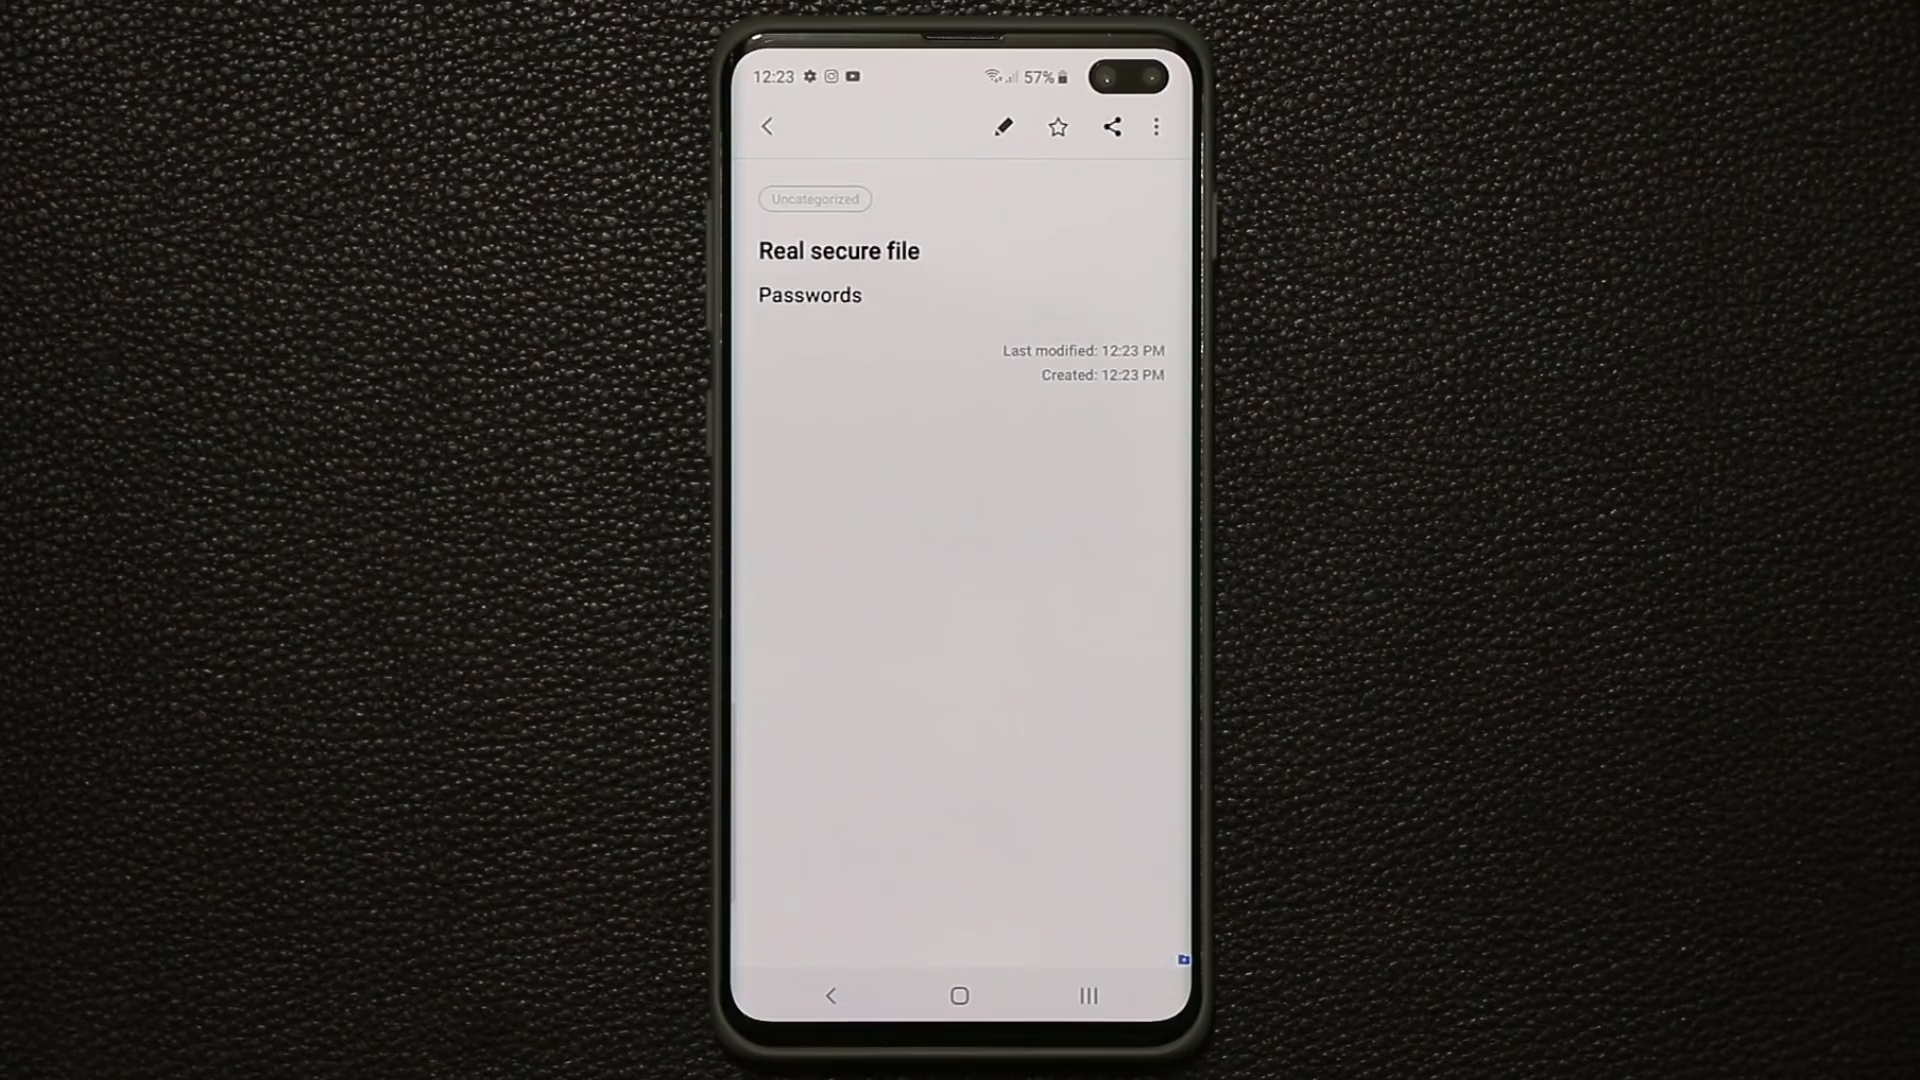 12:23 57%
Uncategorized
Real secure file
Passwords
Last modified: 12:23 PM
Created: 12:23 PM